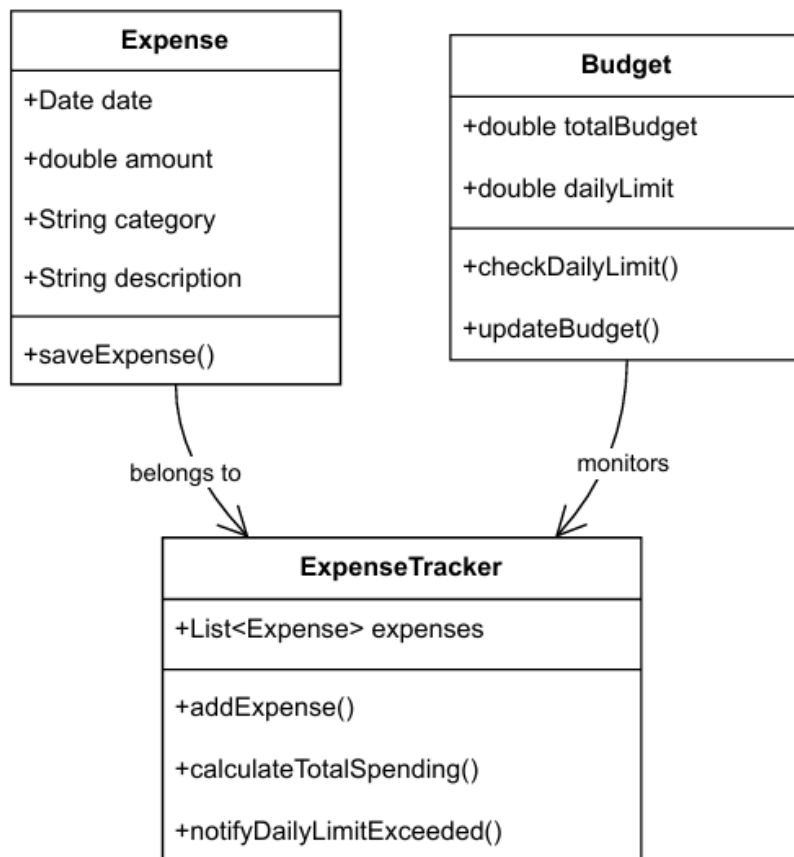 Expense
+Date date
+double amount
+String category
+String description
+saveExpense()
Budget
+double totalBudget
+double dailyLimit
+checkDailyLimit()
+updateBudget()
belongs to
monitors
ExpenseTracker
+List<Expense> expenses
+addExpense()
+calculateTotalSpending()
+notifyDailyLimitExceeded()